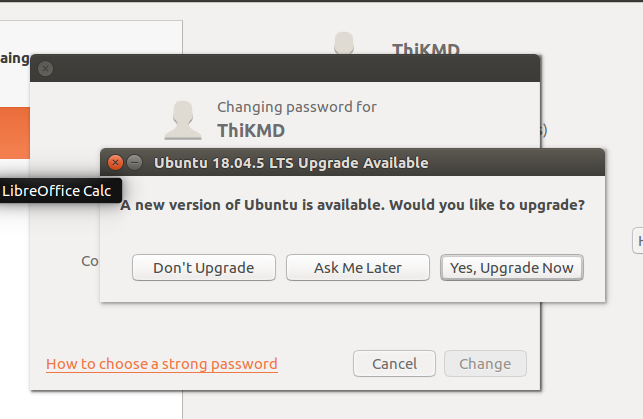 ThiKMD
aing
Changing password for
ThiKMD
Ubuntu 18.04.5 LTS Upgrade Available
LibreOffice Calc
A new version of Ubuntu is available. Would you like to upgrade?
Co
Don't Upgrade
Ask Me Later
Yes, Upgrade Now
How to choose a strong password
Cancel
Change